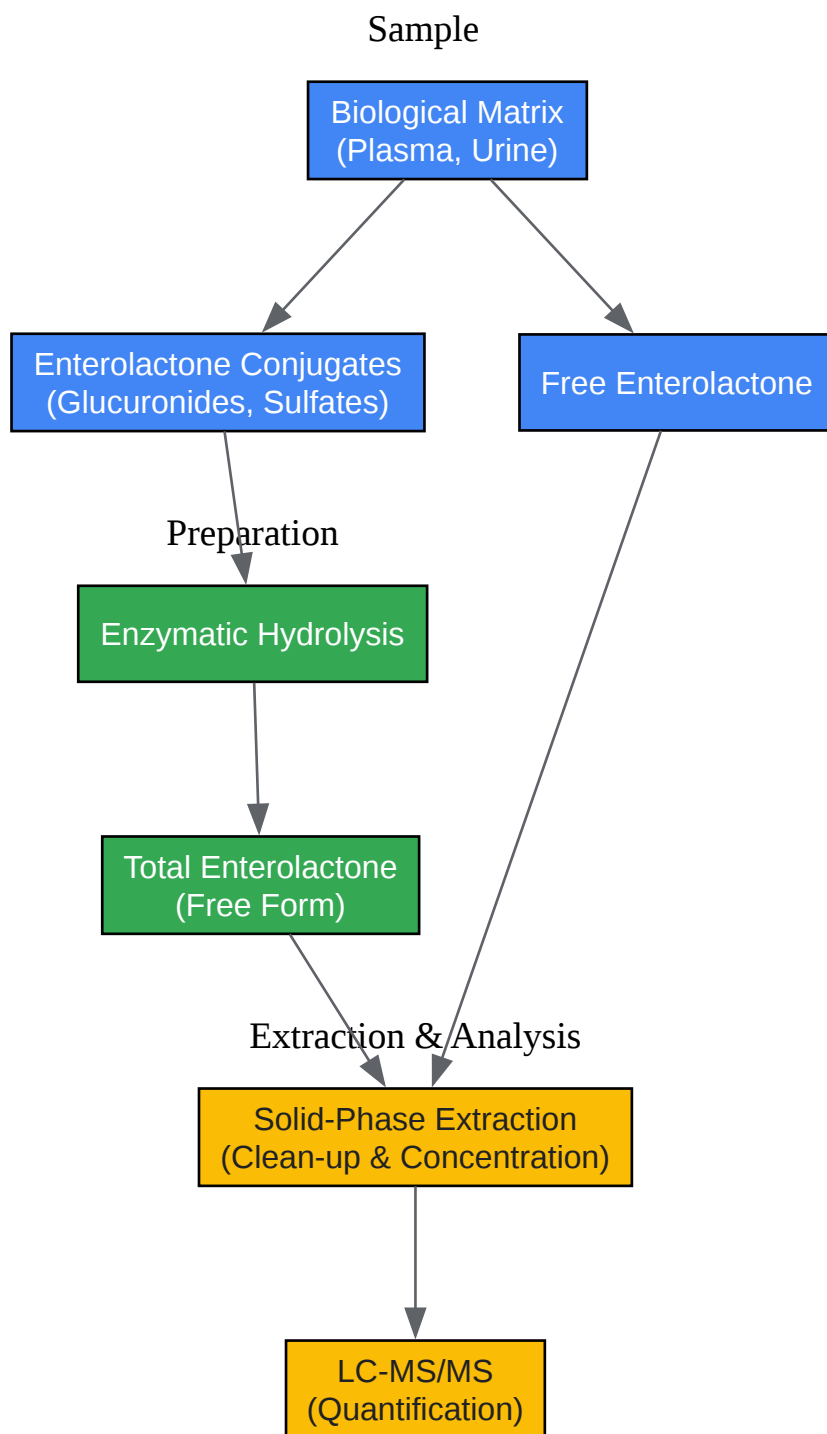 Sample
Biological Matrix
(Plasma, Urine)
Enterolactone Conjugates
(Glucuronides, Sulfates)
Free Enterolactone
Preparation
Enzymatic Hydrolysis
Total Enterolactone
(Free Form)
Extraction & Analysis
Solid-Phase Extraction
(Clean-up & Concentration)
LC-MS/MS
(Quantification)